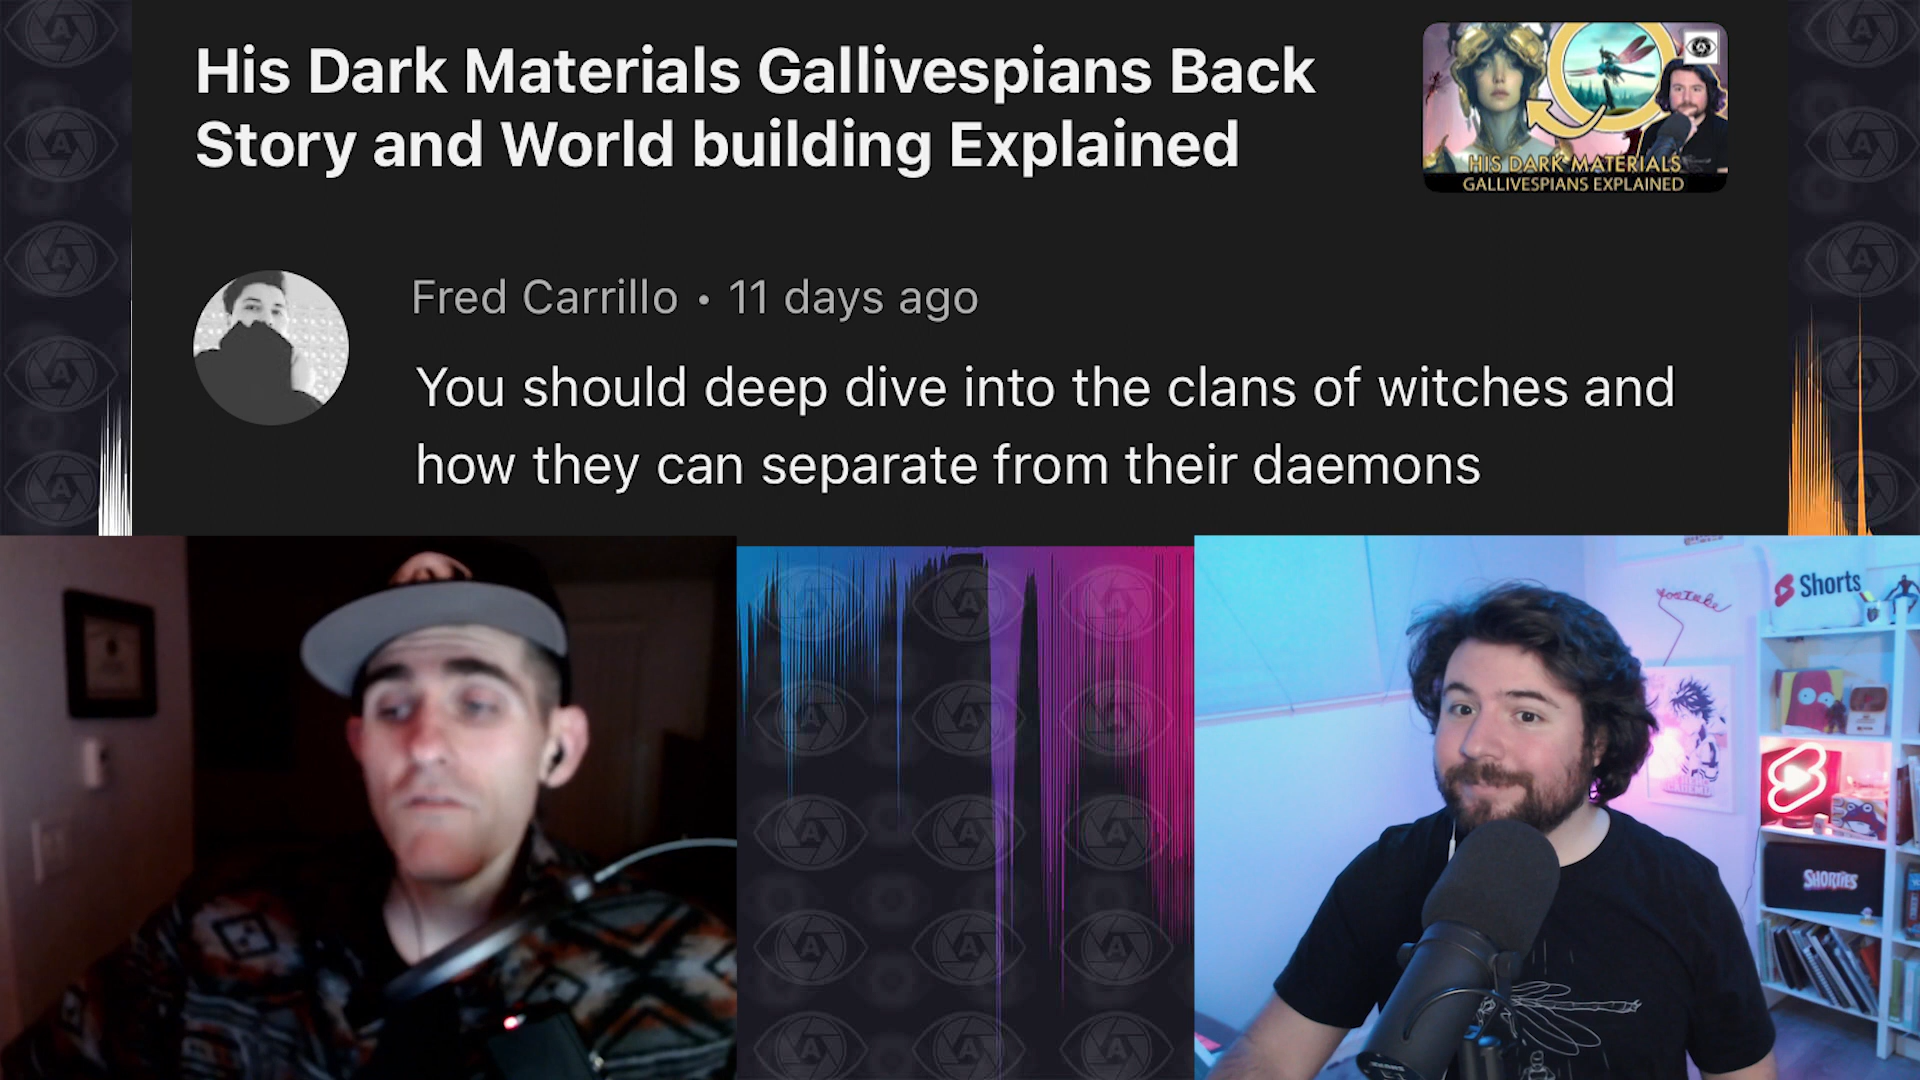 His Dark Materials Gallivespians Back
Story and World building Explained
HIS DARK MATERIALS
GALLIVESPIANS EXPLAINED
Fred Carrillo • 11 days ago
You should deep dive into the clans of witches and
how they can separate from their daemons
youtube
Shorts
SHORTIES